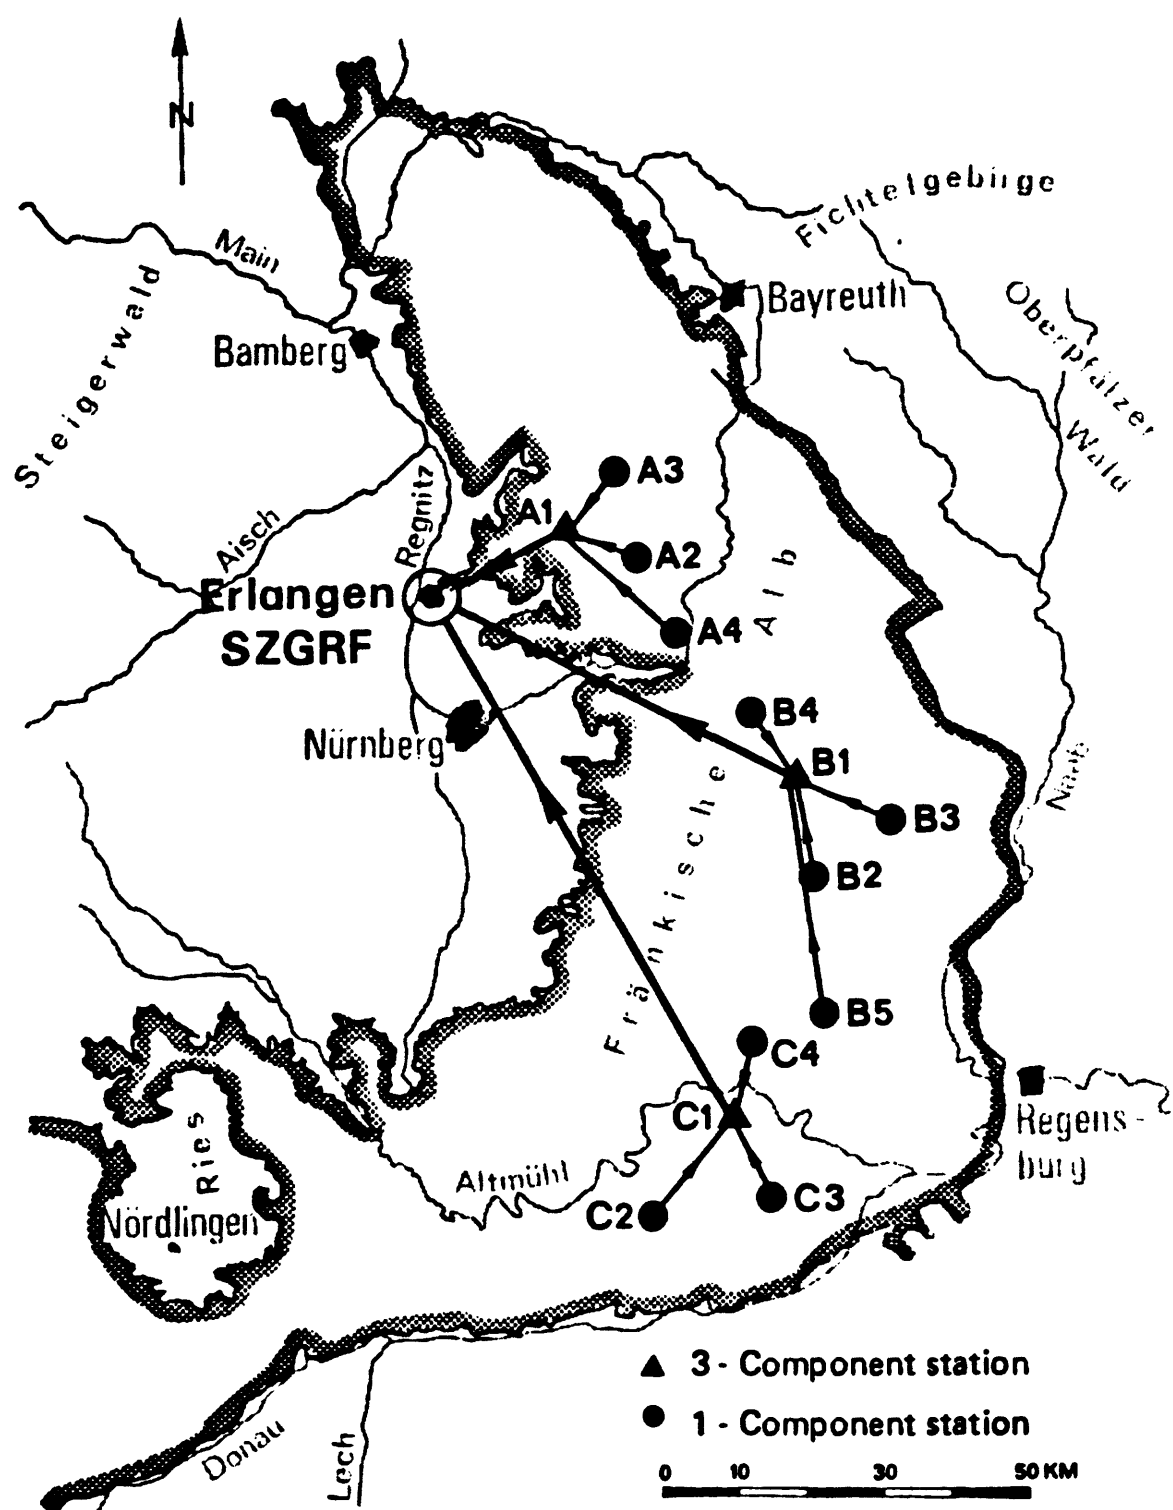 N
Fichtelgebirge
Main
Steigerwald
Bayreuth
Oberpfälzer
Wald
Bamberg
Regnitz
A3
A1
Aisch
A2
Erlangen
SZGRF
A4
Fränkische Alb
B4
Nürnberg
B1
Naab
B3
B2
B5
C4
C1
Regens-
burg
Ries
Altmühl
C2
C3
Nördlingen
▲ 3 - Component station
● 1 - Component station
Donau
Lech
0 10 30 50 KM